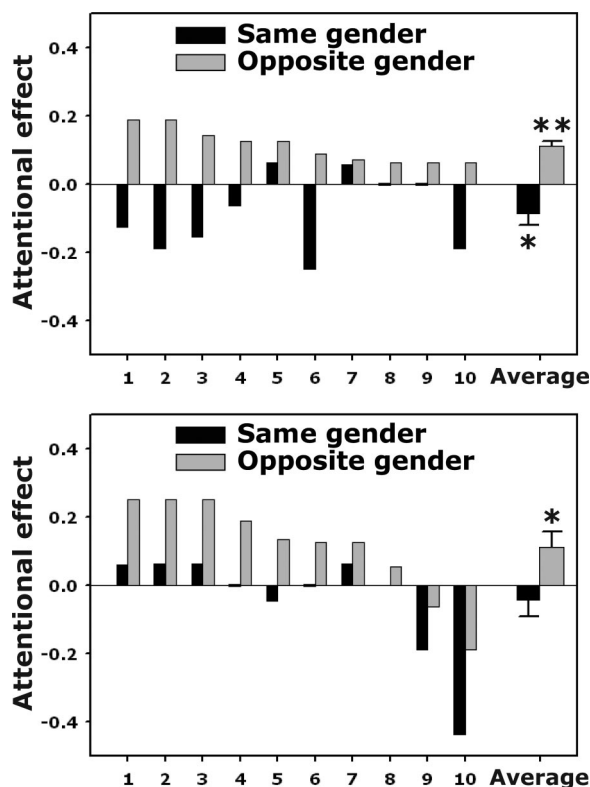 Same gender
Opposite gender
Attentional effect
0.4
0.2
0.0
-0.2
-0.4
**
*
1 2 3 4 5 6 7 8 9 10 Average
Same gender
Opposite gender
Attentional effect
0.4
0.2
0.0
-0.2
-0.4
*
1 2 3 4 5 6 7 8 9 10 Average